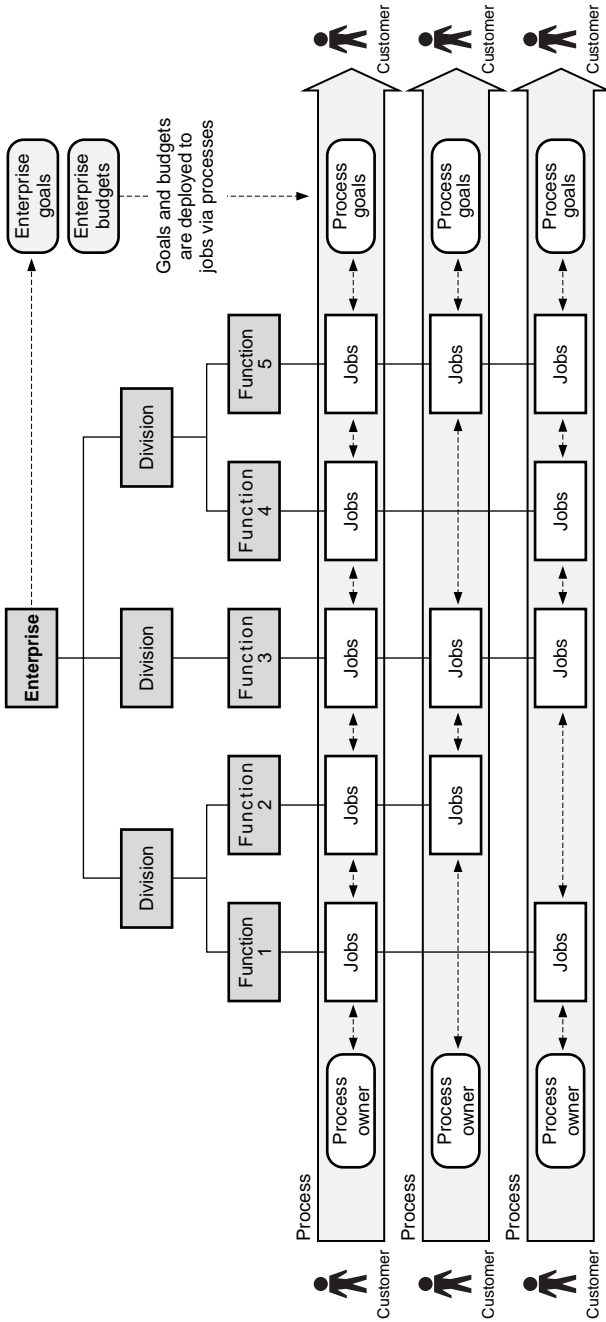 Enterprise
Enterprise
goals
Enterprise
budgets
Goals and budgets
are deployed to
jobs via processes
Division
Division
Division
Function
1
Function
2
Function
3
Function
4
Function
5
Process
Customer
Process
owner
Jobs
Jobs
Jobs
Jobs
Jobs
Process
goals
Customer
Process
Customer
Process
owner
Jobs
Jobs
Jobs
Process
goals
Customer
Process
Customer
Process
owner
Jobs
Jobs
Jobs
Jobs
Process
goals
Customer